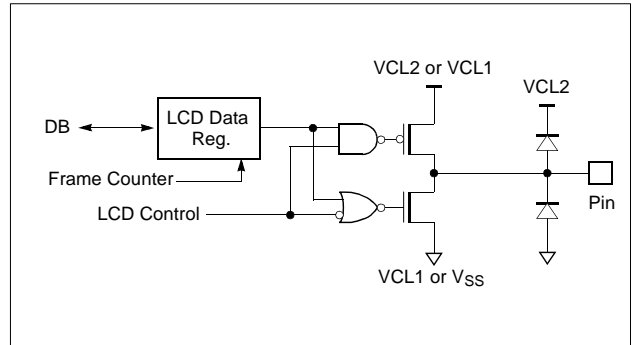 VCL2 or VCL1
VCL2
DB
LCD Data
Reg.
Frame Counter
LCD Control
Pin
VCL1 or VSS